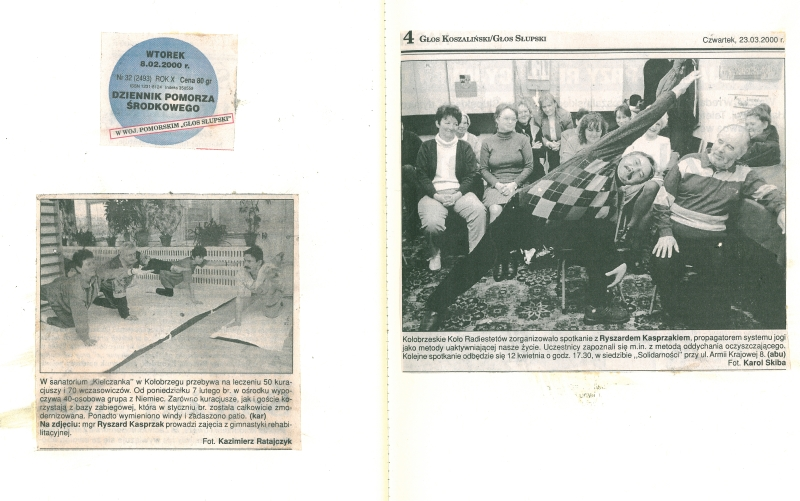 WTOREK
8.02.2000 r.
Nr 32 (2493) ROK X Cena 80 gr
DZIENNIK POMORZA
ŚRODKOWEGO
W WOJ. POMORSKIM „GŁOS SŁUPSKI"
W sanatorium „Kielczanka" w Kołobrzegu przebywa na leczeniu 50 kura-
cjuszy i 70 wczasowiczów. Od poniedziałku 7 lutego br. w ośrodku wypo-
czywa 40-osobowa grupa z Niemiec. Zarówno kuracjusze, jak i goście ko-
rzystają z bazy zabiegowej, która w styczniu br. została całkowicie zmo-
dernizowana. Ponadto wymieniono windy i zadaszono patio. (kar)
Na zdjęciu: mgr Ryszard Kasprzak prowadzi zajęcia z gimnastyki rehabi-
litacyjnej.
Fot. Kazimierz Ratajczyk
4 GŁOS KOSZALIŃSKI/GŁOS SŁUPSKI Czwartek, 23.03.2000 r.
Kołobrzeskie Koło Radiestetów zorganizowało spotkanie z Ryszardem Kasprzakiem, propagatorem systemu jogi
jako metody uaktywniającej nasze życie. Uczestnicy zapoznali się m.in. z metodą oddychania oczyszczającego.
Kolejne spotkanie odbędzie się 12 kwietnia o godz. 17.30, w siedzibie „Solidarności" przy ul. Armii Krajowej 8. (abu)
Fot. Karol Skiba